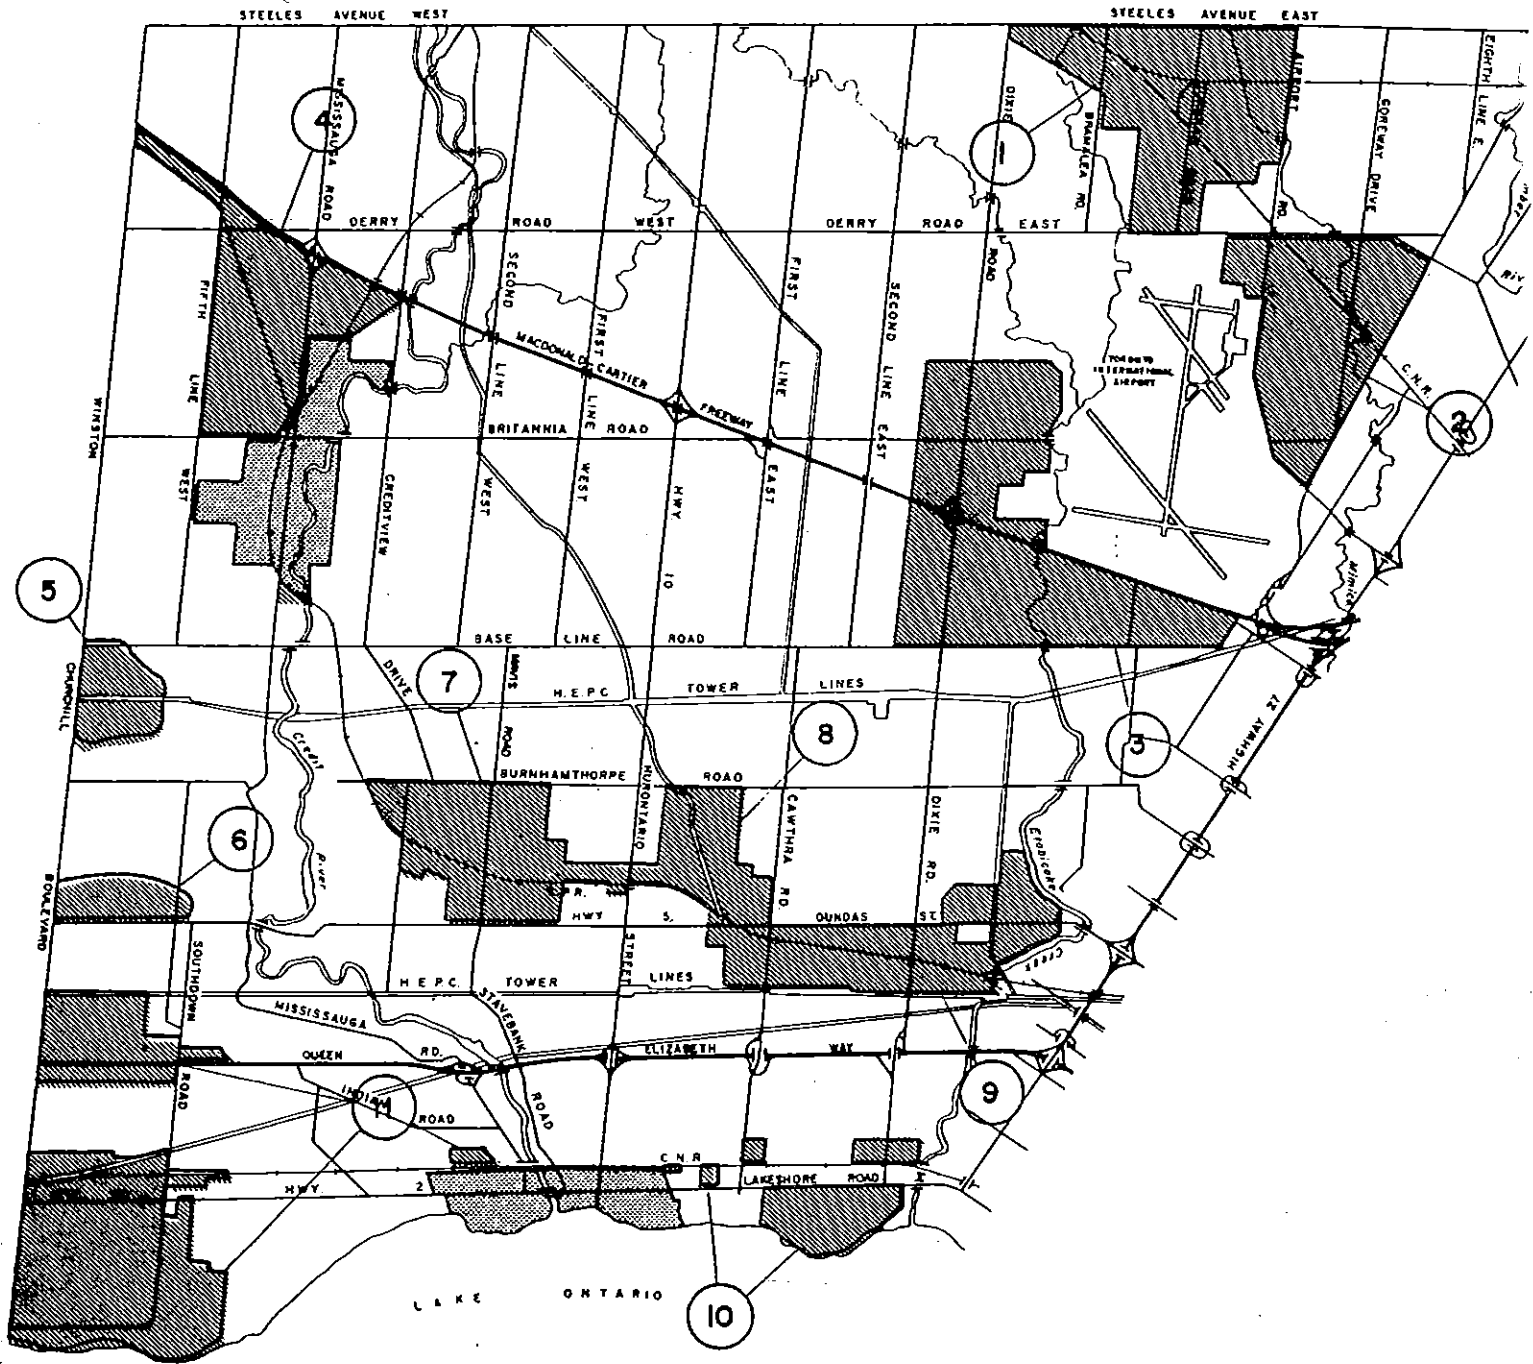 STEELES AVENUE WEST
STEELES AVENUE EAST
MISSISSAUGA ROAD
4
DIXIE
ROAD
BRAMALEA RD.
AIRPORT
RD.
GOREWAY DRIVE
EIGHTH LINE E.
DERRY ROAD WEST
DERRY ROAD EAST
FIFTH
LINE
WEST
SECOND
LINE
WEST
FIRST
LINE
WEST
FIRST
LINE
EAST
SECOND LINE EAST
MACDONALD-CARTIER
FREEWAY
TORONTO
INTERNATIONAL
AIRPORT
C.N.R.
2
WINSTON
CHURCHILL
BOULEVARD
BRITANNIA ROAD
CREDITVIEW
HWY
10
5
Mimico
BASE LINE ROAD
DRIVE
7
MAVIS
ROAD
H.E.P.C TOWER LINES
8
3
HIGHWAY 27
Credit
River
BURNHAMTHORPE ROAD
HURONTARIO
STREET
CAWTHRA
RD.
DIXIE
RD.
Etobicoke
Creek
6
R.
HWY 5, DUNDAS ST.
SOUTHDOWN
ROAD
H E P.C. TOWER LINES
MISSISSAUGA
RD.
STAVEBANK
ROAD
QUEEN ELIZABETH WAY
INDIAN
ROAD
11
9
C N.R
HWY 2
LAKESHORE ROAD
LAKE ONTARIO
10